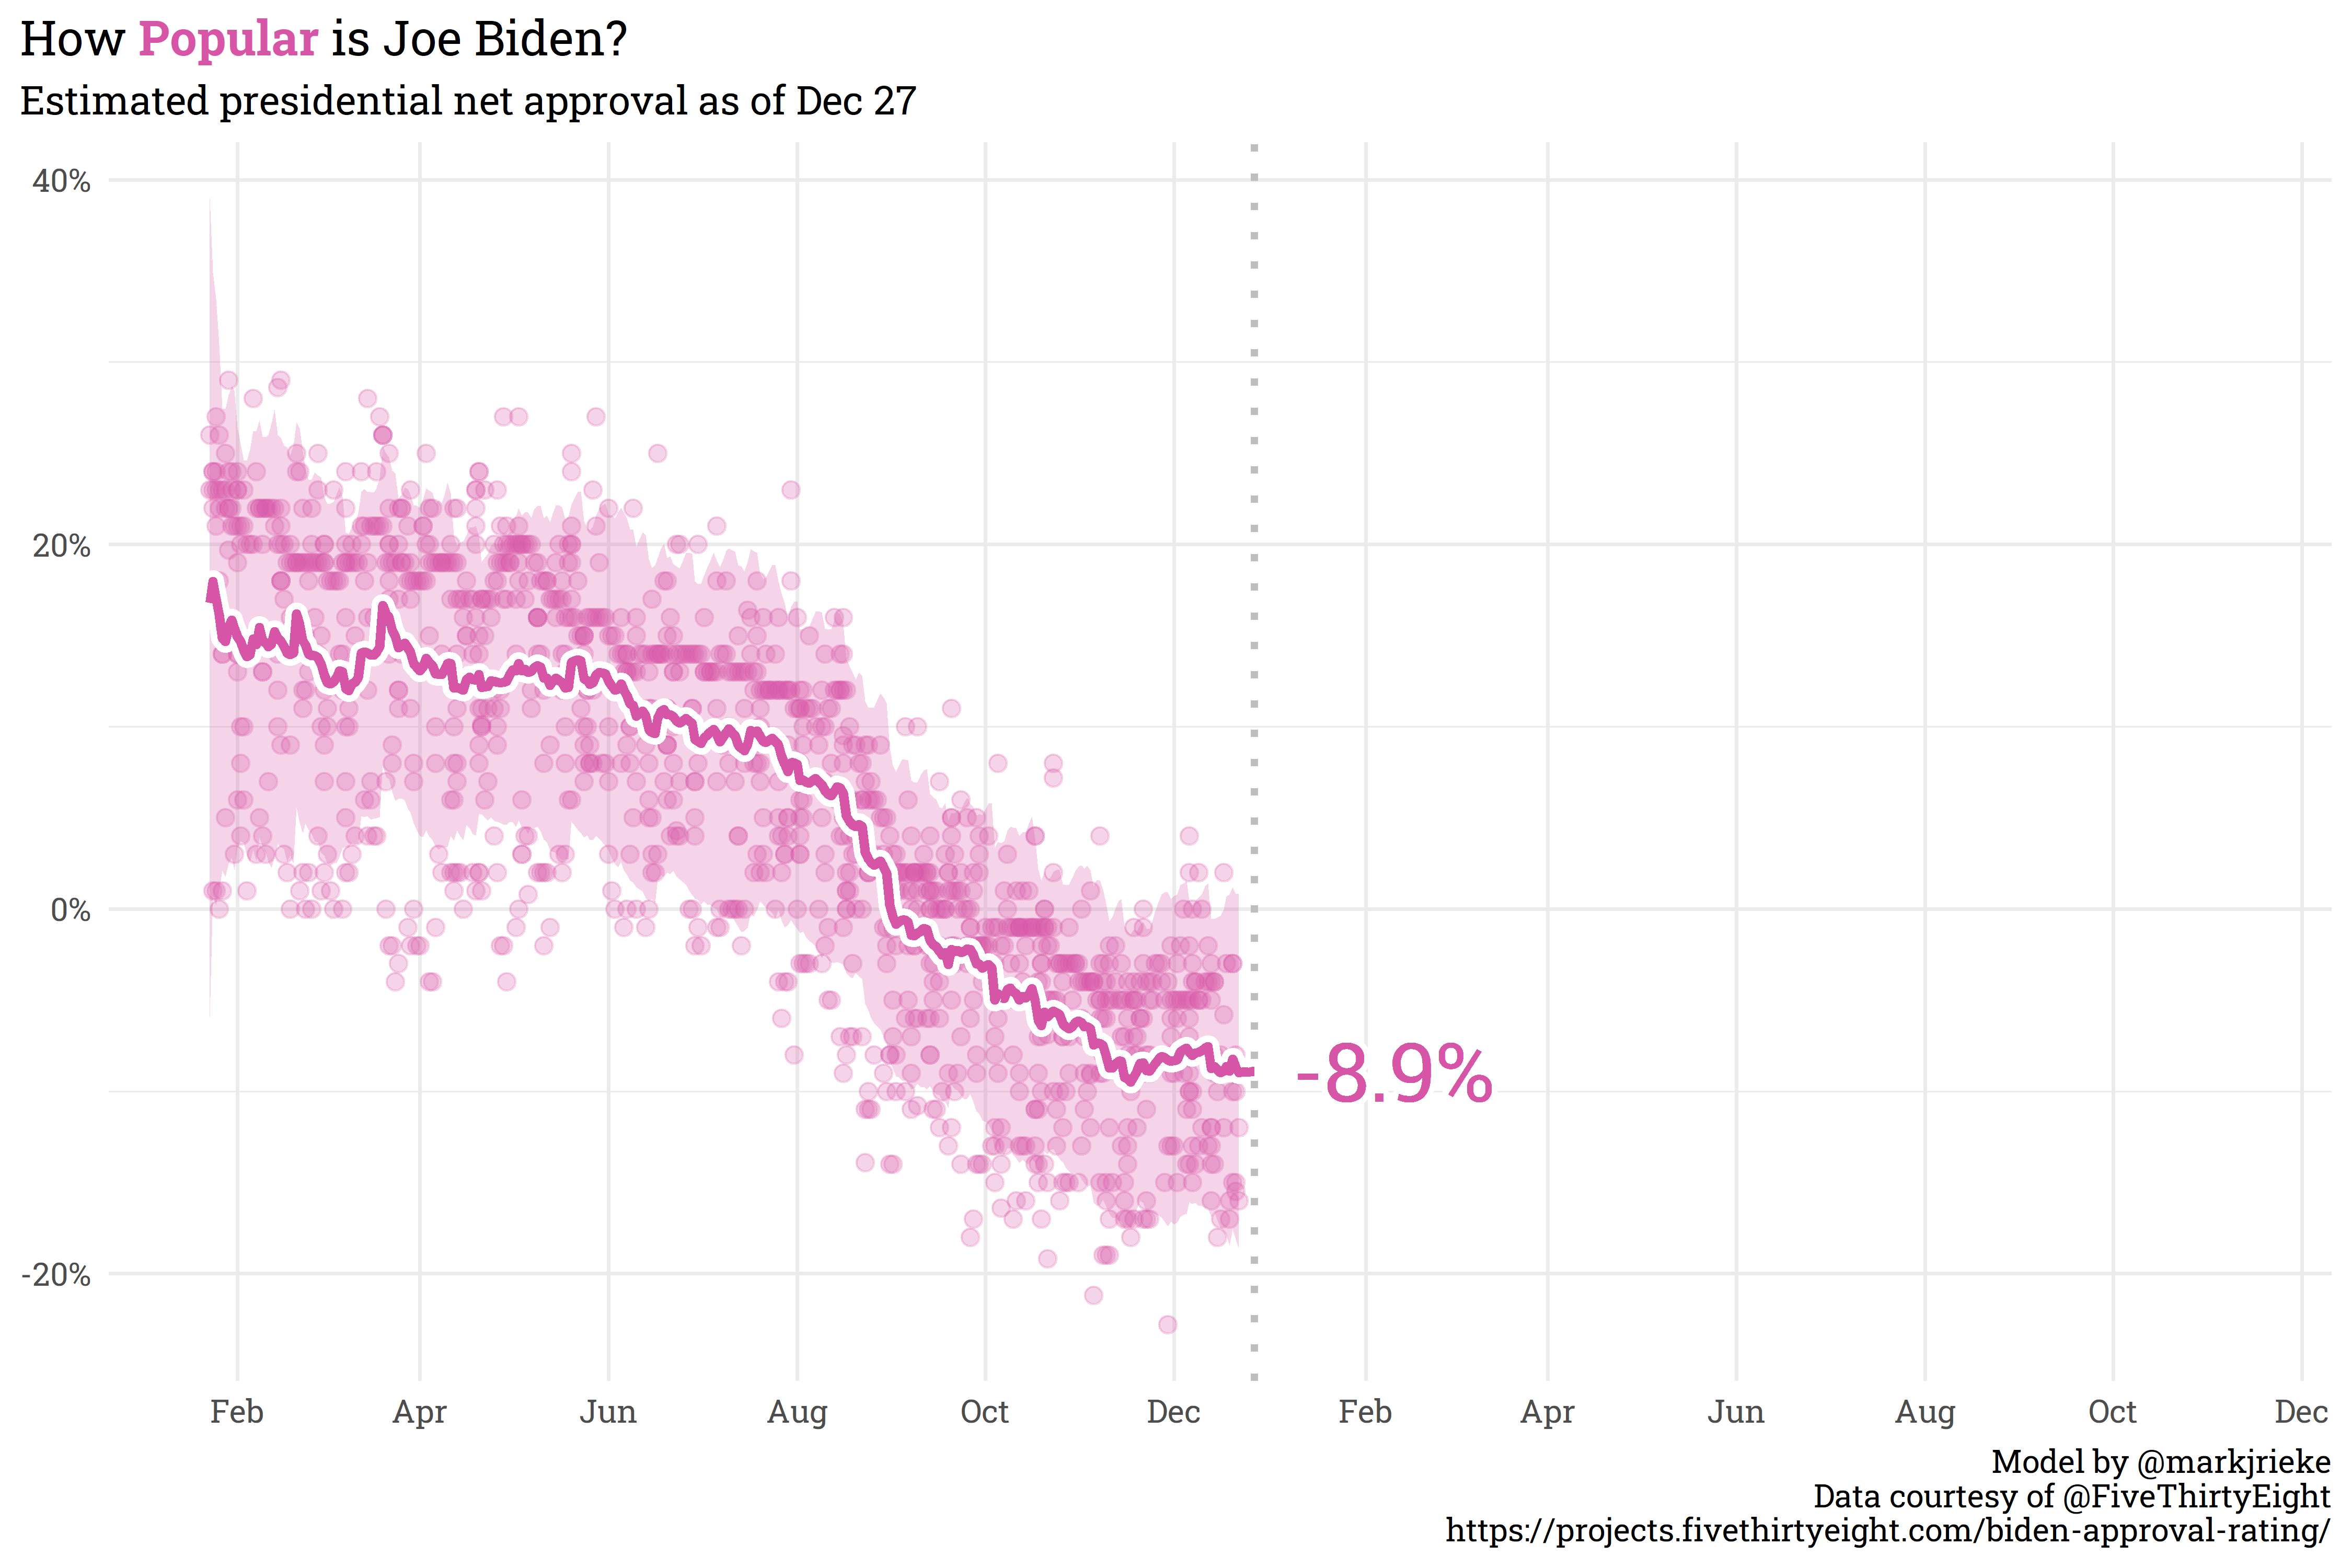 How Popular is Joe Biden?
Estimated presidential net approval as of Dec 27
40%
20%
0%
-20%
-8.9%
Feb Apr Jun Aug Oct Dec Feb Apr Jun Aug Oct Dec
Model by @markjrieke
Data courtesy of @FiveThirtyEight
https://projects.fivethirtyeight.com/biden-approval-rating/